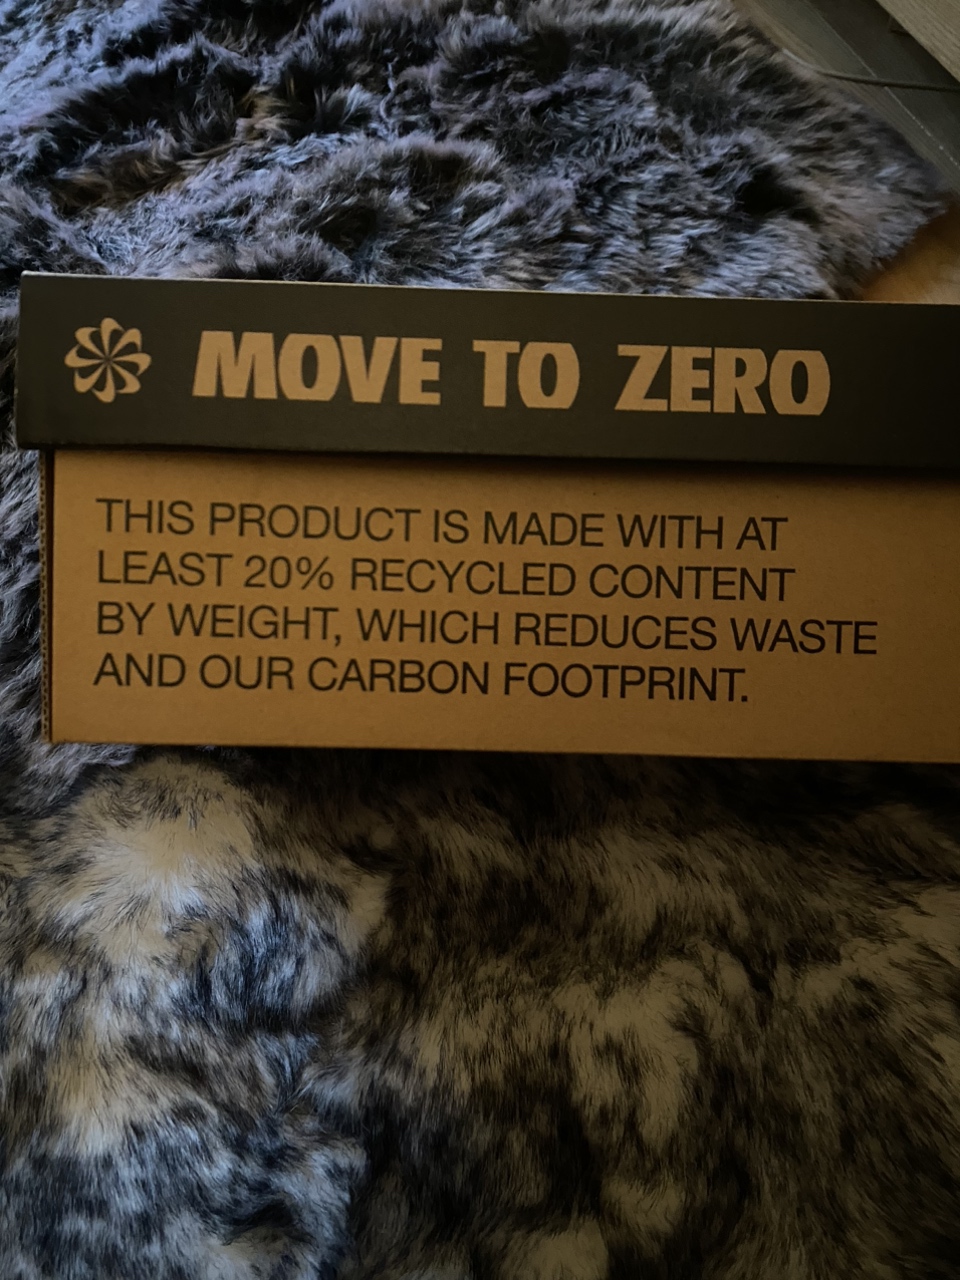 MOVE TO ZERO
THIS PRODUCT IS MADE WITH AT
LEAST 20% RECYCLED CONTENT
BY WEIGHT, WHICH REDUCES WASTE
AND OUR CARBON FOOTPRINT.